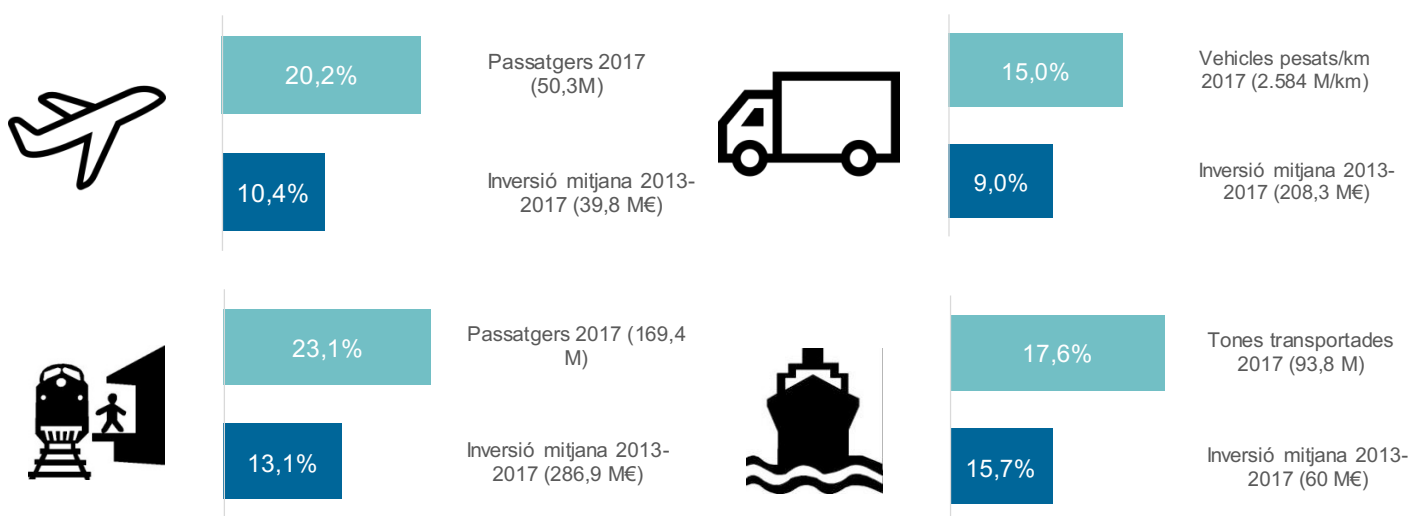 20,2%
Passatgers 2017
(50,3M)
10,4%
Inversió mitjana 2013-
2017 (39,8 M€)
15,0%
Vehicles pesats/km
2017 (2.584 M/km)
9,0%
Inversió mitjana 2013-
2017 (208,3 M€)
23,1%
Passatgers 2017 (169,4
M)
13,1%
Inversió mitjana 2013-
2017 (286,9 M€)
17,6%
Tones transportades
2017 (93,8 M)
15,7%
Inversió mitjana 2013-
2017 (60 M€)